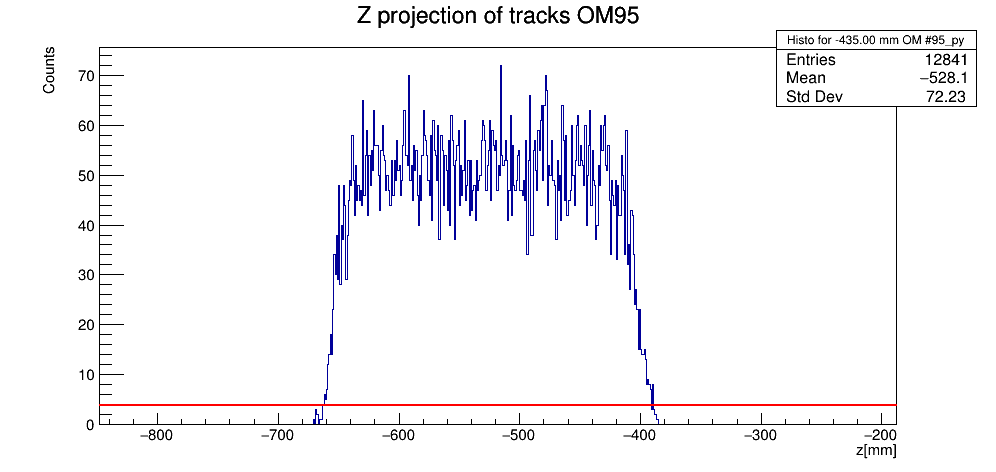 Z projection of tracks OM95
Histo for -435.00 mm OM #95_py
Entries 12841
Mean −528.1
Std Dev 72.23
Counts
70
60
50
40
30
20
10
0
−800 −700 −600 −500 −400 −300 −200
z[mm]